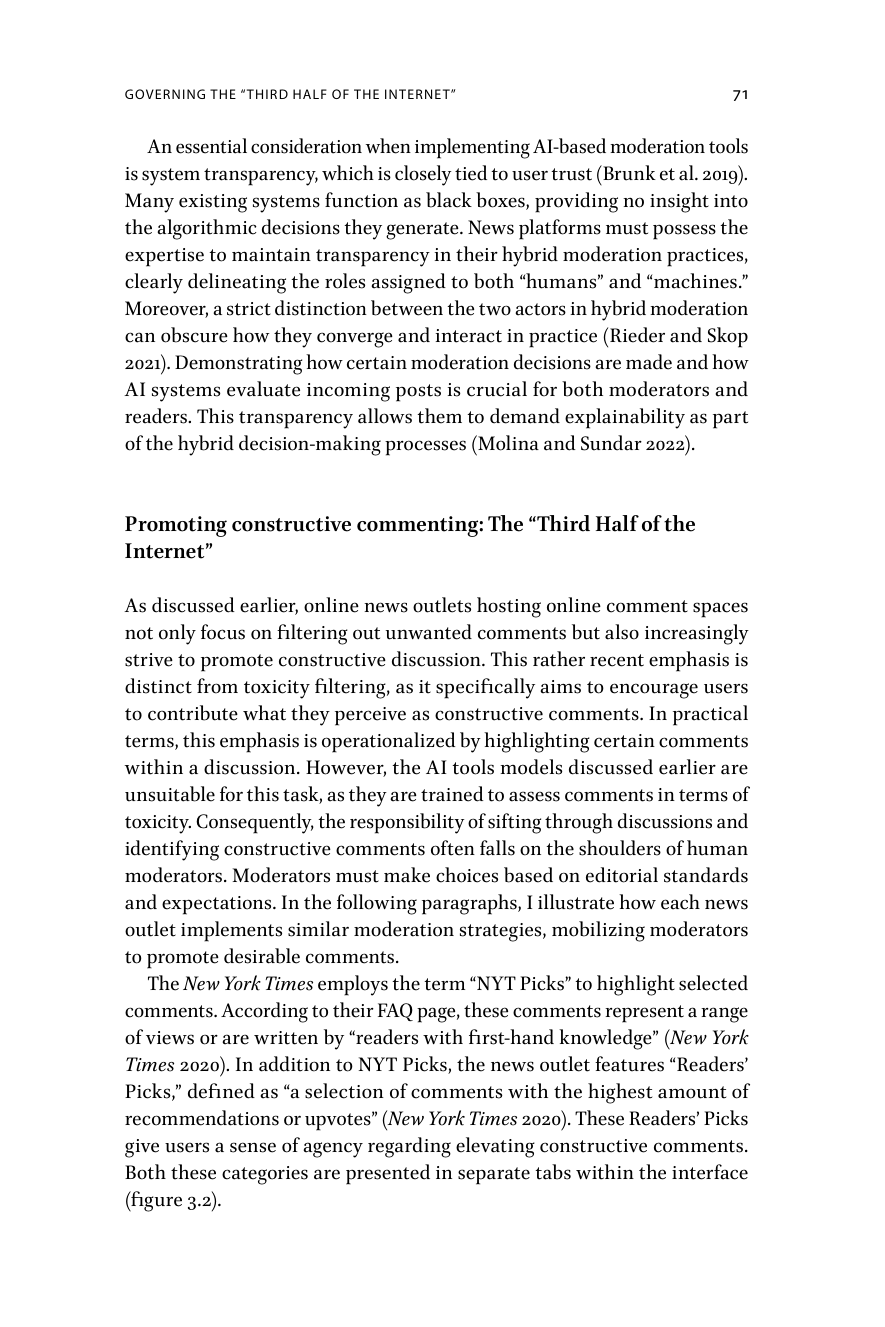 GOVERNING THE “THIRD HALF OF THE INTERNET” 71
An essential consideration when implementing AI-based moderation tools
is system transparency, which is closely tied to user trust (Brunk et al. 2019).
Many existing systems function as black boxes, providing no insight into
the algorithmic decisions they generate. News platforms must possess the
expertise to maintain transparency in their hybrid moderation practices,
clearly delineating the roles assigned to both “humans” and “machines.”
Moreover, a strict distinction between the two actors in hybrid moderation
can obscure how they converge and interact in practice (Rieder and Skop
2021). Demonstrating how certain moderation decisions are made and how
AI systems evaluate incoming posts is crucial for both moderators and
readers. This transparency allows them to demand explainability as part
of the hybrid decision-making processes (Molina and Sundar 2022).
Promoting constructive commenting: The “Third Half of the
Internet”
As discussed earlier, online news outlets hosting online comment spaces
not only focus on filtering out unwanted comments but also increasingly
strive to promote constructive discussion. This rather recent emphasis is
distinct from toxicity filtering, as it specifically aims to encourage users
to contribute what they perceive as constructive comments. In practical
terms, this emphasis is operationalized by highlighting certain comments
within a discussion. However, the AI tools models discussed earlier are
unsuitable for this task, as they are trained to assess comments in terms of
toxicity. Consequently, the responsibility of sifting through discussions and
identifying constructive comments often falls on the shoulders of human
moderators. Moderators must make choices based on editorial standards
and expectations. In the following paragraphs, I illustrate how each news
outlet implements similar moderation strategies, mobilizing moderators
to promote desirable comments.
The New York Times employs the term “NYT Picks” to highlight selected
comments. According to their FAQ page, these comments represent a range
of views or are written by “readers with first-hand knowledge” (New York
Times 2020). In addition to NYT Picks, the news outlet features “Readers’
Picks,” defined as “a selection of comments with the highest amount of
recommendations or upvotes” (New York Times 2020). These Readers’ Picks
give users a sense of agency regarding elevating constructive comments.
Both these categories are presented in separate tabs within the interface
(figure 3.2).